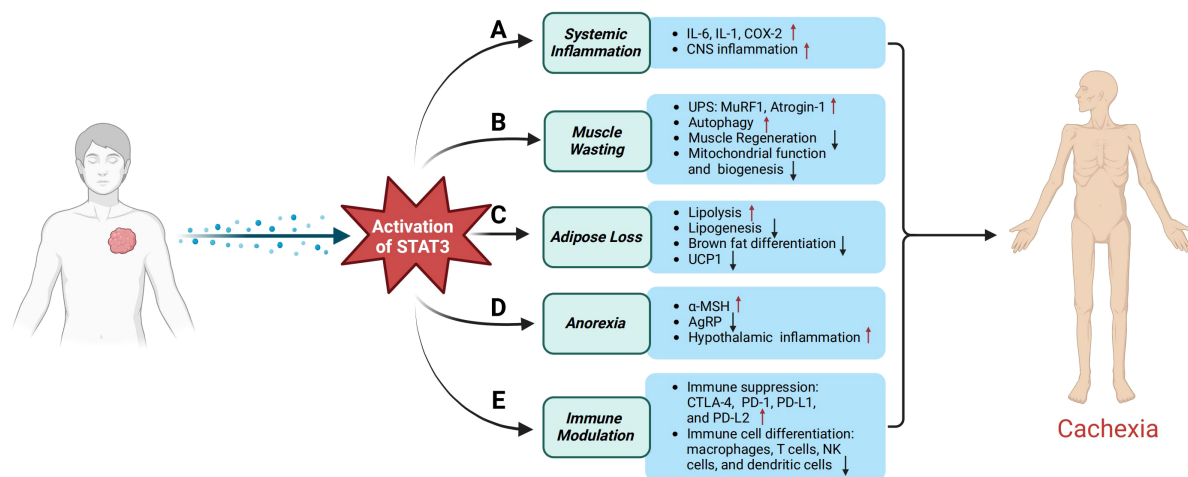 Activation
of STAT3
A
Systemic
Inflammation
• IL-6, IL-1, COX-2 ↑
• CNS inflammation ↑
B
Muscle
Wasting
• UPS: MuRF1, Atrogin-1 ↑
• Autophagy ↑
• Muscle Regeneration ↓
• Mitochondrial function
and biogenesis ↓
C
Adipose Loss
• Lipolysis ↑
• Lipogenesis ↓
• Brown fat differentiation ↓
• UCP1 ↓
D
Anorexia
• α-MSH ↑
• AgRP ↓
• Hypothalamic inflammation ↑
E
Immune
Modulation
• Immune suppression:
CTLA-4, PD-1, PD-L1,
and PD-L2 ↑
• Immune cell differentiation:
macrophages, T cells, NK
cells, and dendritic cells ↓
Cachexia